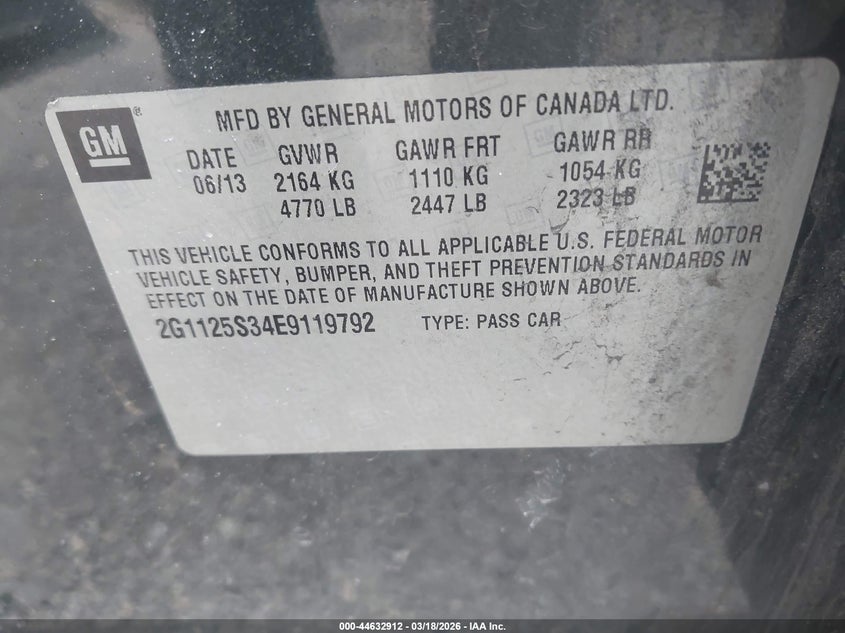 GM ®
MFD BY GENERAL MOTORS OF CANADA LTD.
DATE GVWR GAWR FRT GAWR RR
06/13 2164 KG 1110 KG 1054 KG
4770 LB 2447 LB 2323 LB
THIS VEHICLE CONFORMS TO ALL APPLICABLE U.S. FEDERAL MOTOR
VEHICLE SAFETY, BUMPER, AND THEFT PREVENTION STANDARDS IN
EFFECT ON THE DATE OF MANUFACTURE SHOWN ABOVE.
2G1125S34E9119792 TYPE: PASS CAR
000-44632912 - 03/18/2026 - IAA Inc.